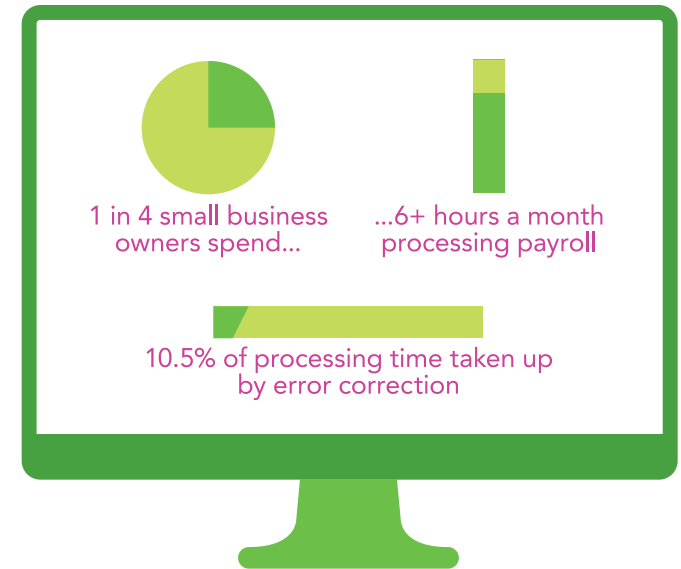 1 in 4 small business
owners spend...
...6+ hours a month
processing payroll
10.5% of processing time taken up
by error correction